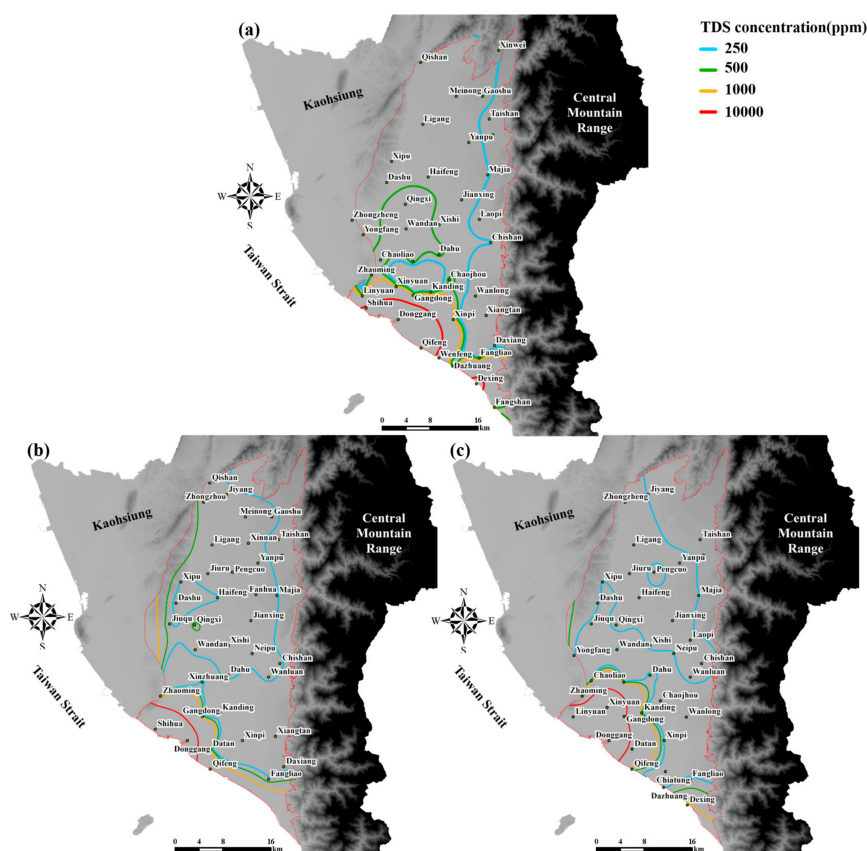 (a)
TDS concentration(ppm)
250
500
1000
10000
Xinwei
Qishan
Kaohsiung
Meinong Gaoshu
Central
Mountain
Range
Ligang
Taishan
Yanpu
Xipu
Haifeng
Majia
Dashu
Jianxing
Qingxi
Zhongzheng
Wandan
Xishi
Laopi
Yongfang
Chishan
Dahu
Chaoliao
Zhaoming
Chaojhou
Xinyuan
Kanding
Linyuan
Gangdong
Wanlong
Shihua
Donggang
Xinpi
Xiangtan
Qifeng
Daxiang
Wenfeng
Fangliao
Dazhuang
Dexing
Fangshan
N
W E
S
Taiwan Strait
0 4 8 16
km
(b)
Qishan
Jiyang
Zhongzhou
Kaohsiung
Meinong Gaoshu
Central
Mountain
Range
Ligang
Xinnan
Taishan
Yanpu
Jiuru
Pengcuo
Xipu
Haifeng
Fanhua
Majia
Dashu
Jiuqu
Qingxi
Jianxing
Wandan
Xishi
Neipu
Chishan
Dahu
Wanluan
Xinzhuang
Zhaoming
Gangdong
Kanding
Shihua
Donggang
Datan
Xinpi
Xiangtan
Qifeng
Daxiang
Fangliao
N
W E
S
Taiwan Strait
0 4 8 16
km
(c)
Jiyang
Zhongzheng
Kaohsiung
Central
Mountain
Range
Ligang
Taishan
Yanpu
Jiuru
Pengcuo
Xipu
Haifeng
Majia
Dashu
Jiuqu
Qingxi
Jianxing
Laopi
Wandan
Xishi
Neipu
Yongfang
Chishan
Dahu
Wanluan
Chaoliao
Zhaoming
Xinyuan
Chaojhou
Linyuan
Kanding
Gangdong
Wanlong
Donggang
Datan
Xinpi
Qifeng
Chiatung
Fangliao
Dazhuang
Dexing
N
W E
S
Taiwan Strait
0 4 8 16
km